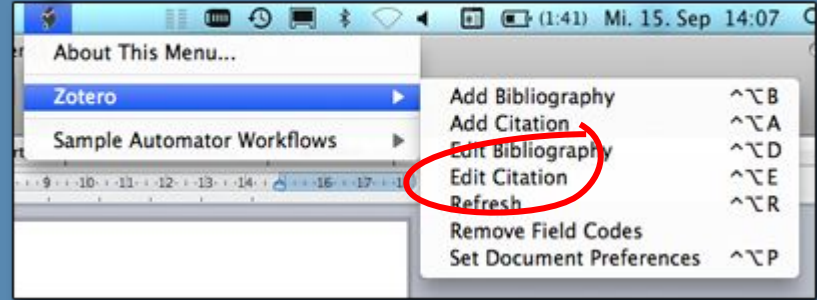 (1:41) Mi. 15. Sep 14:07
About This Menu...
Zotero
Sample Automator Workflows
Add Bibliography ^⌥B
Add Citation ^⌥A
Edit Bibliography ^⌥D
Edit Citation ^⌥E
Refresh ^⌥R
Remove Field Codes
Set Document Preferences ^⌥P
9 10 11 12 13 14 16 17